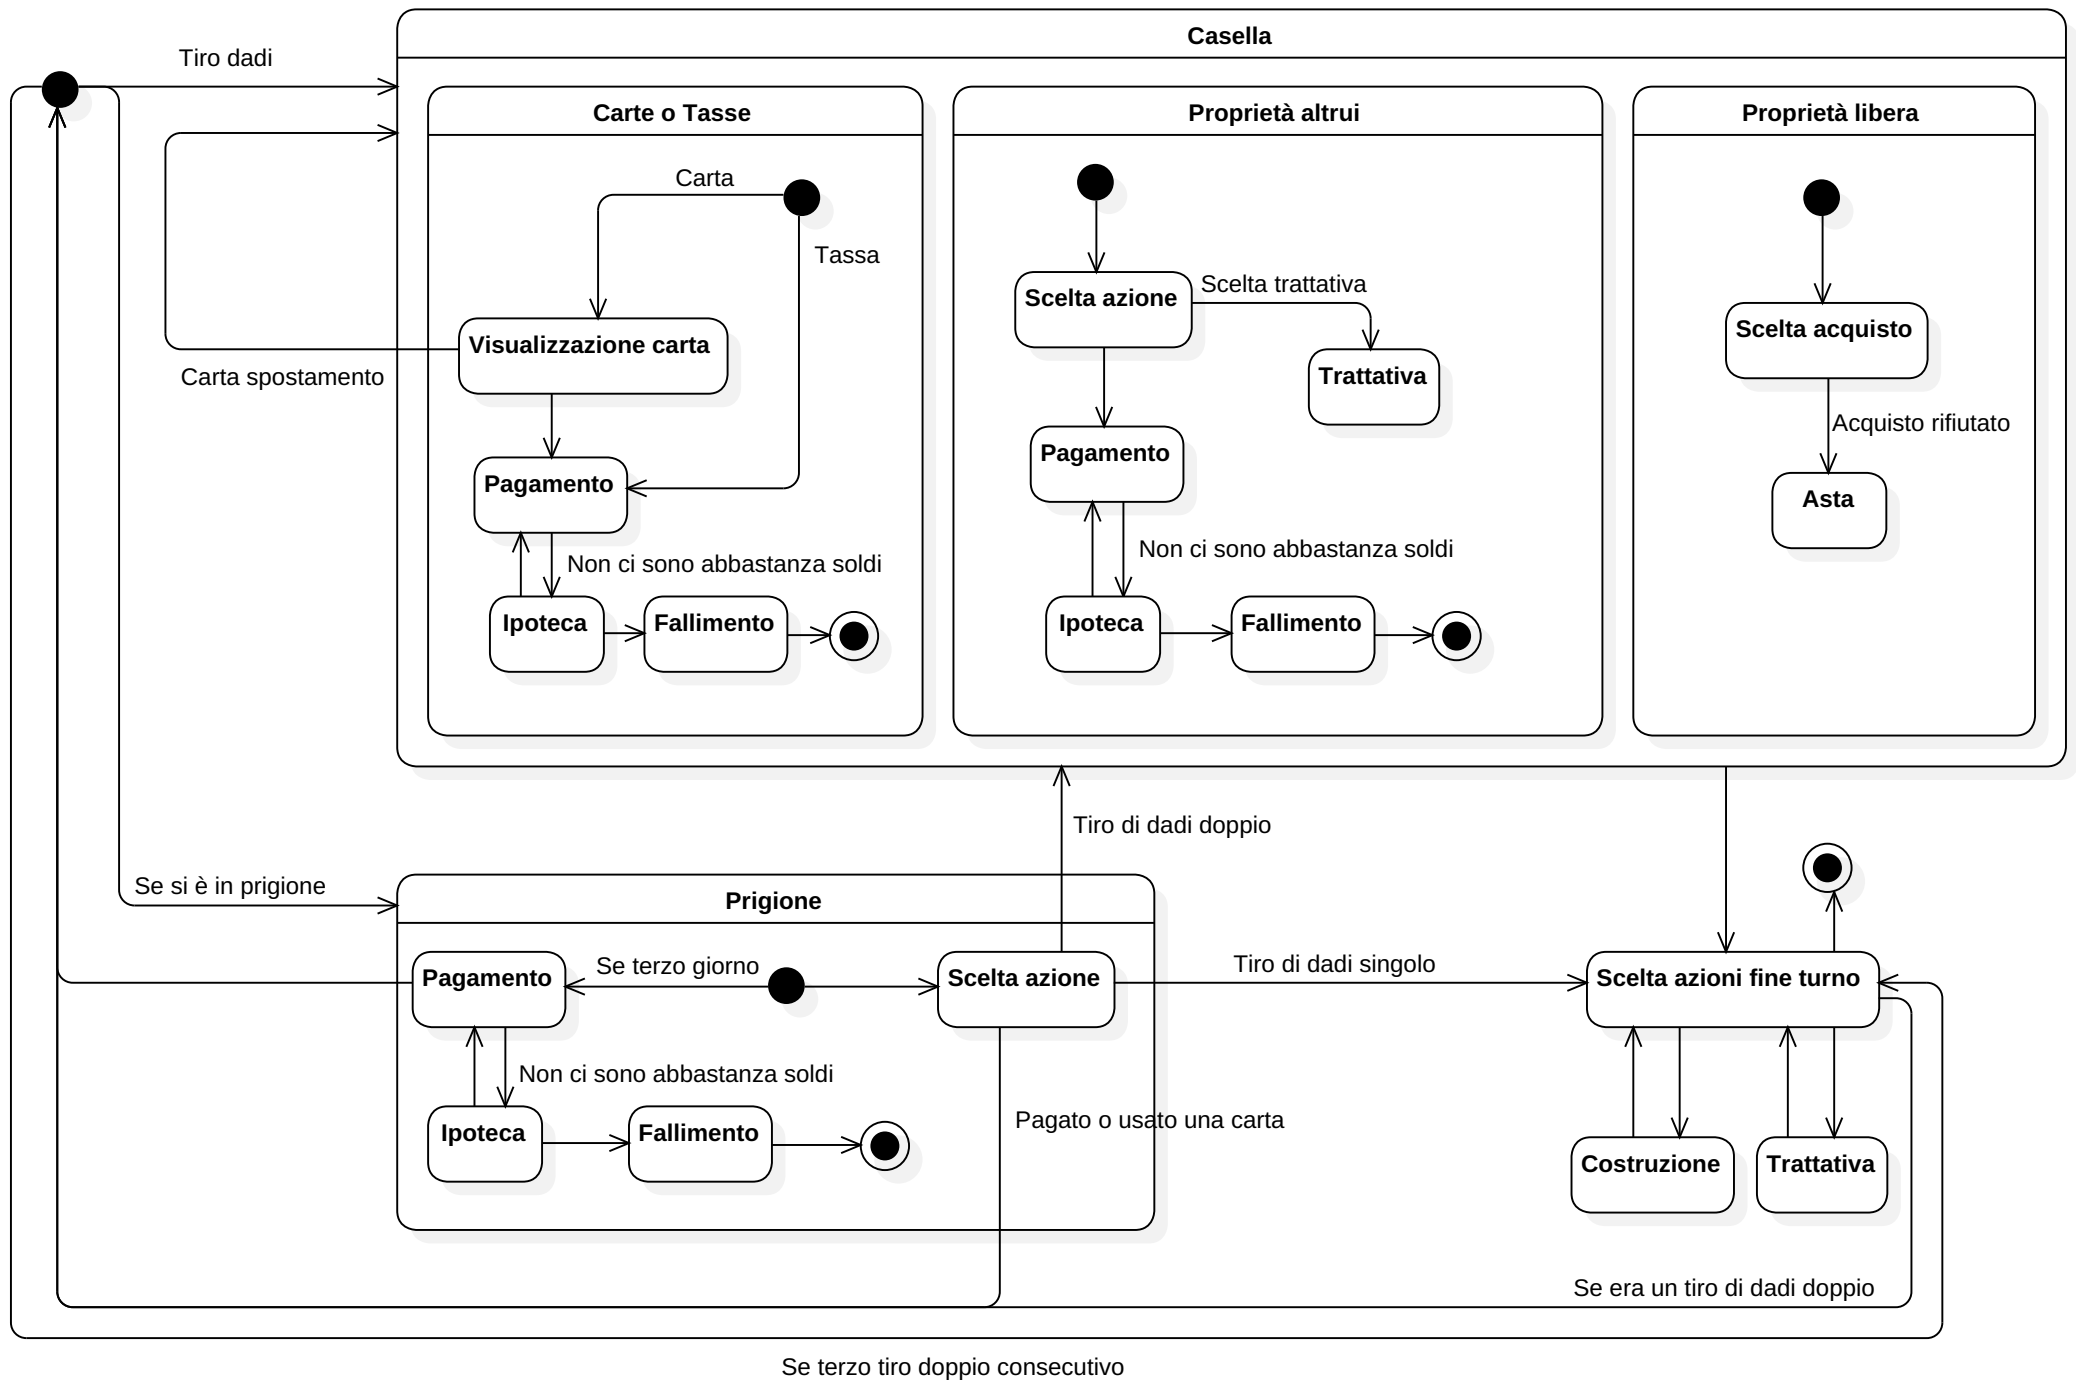 Casella
Tiro dadi
Carte o Tasse
Proprietà altrui
Proprietà libera
Carta
Tassa
Scelta azione
Scelta trattativa
Scelta acquisto
Visualizzazione carta
Trattativa
Carta spostamento
Acquisto rifiutato
Pagamento
Pagamento
Asta
Non ci sono abbastanza soldi
Non ci sono abbastanza soldi
Ipoteca
Fallimento
Ipoteca
Fallimento
Tiro di dadi doppio
Se si è in prigione
Prigione
Pagamento
Se terzo giorno
Scelta azione
Tiro di dadi singolo
Scelta azioni fine turno
Non ci sono abbastanza soldi
Pagato o usato una carta
Ipoteca
Fallimento
Costruzione
Trattativa
Se era un tiro di dadi doppio
Se terzo tiro doppio consecutivo